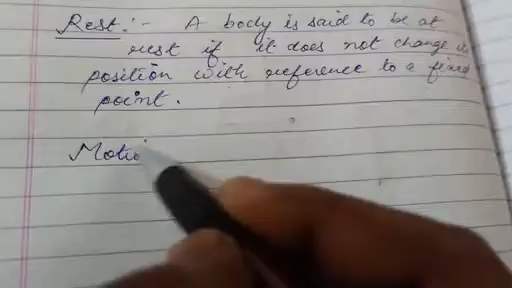 Rest :- A body is said to be at
rest if it does not change its
position with reference to a fixed
point.
Motio